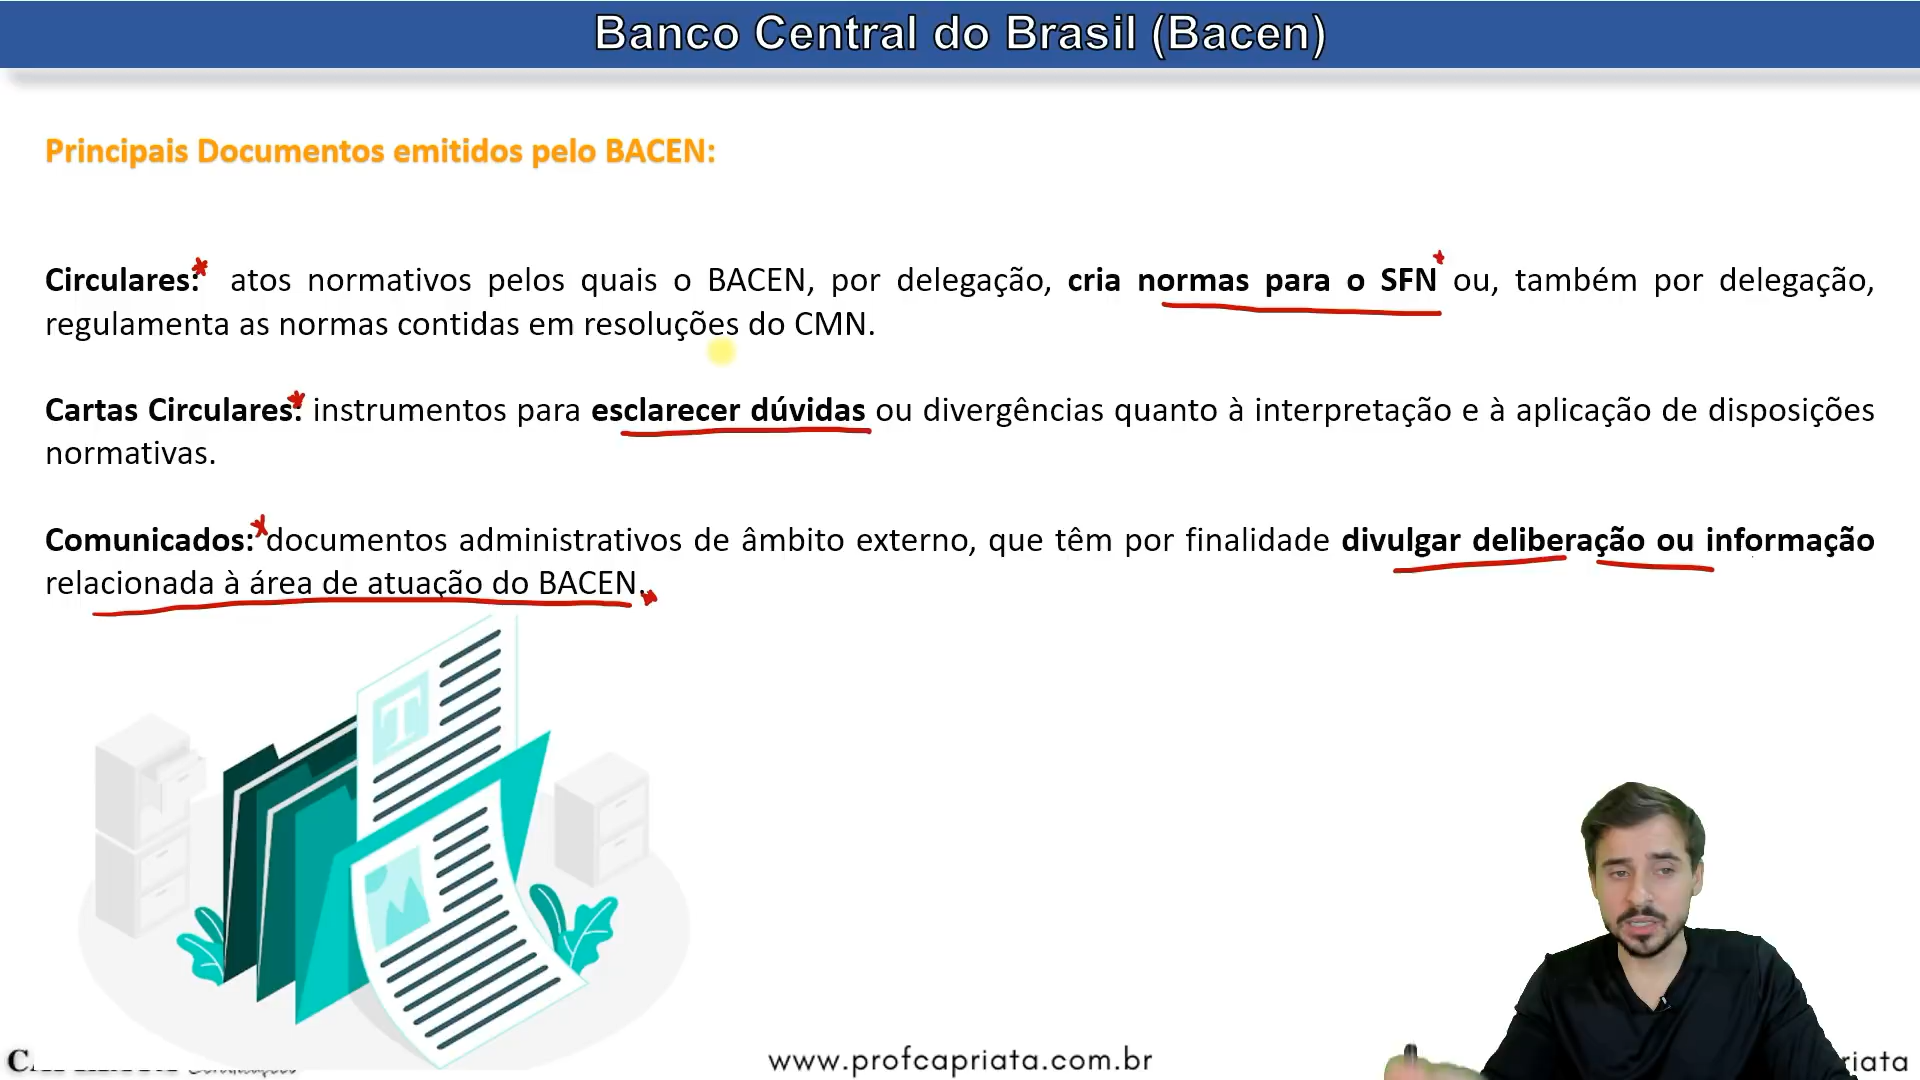 Banco Central do Brasil (Bacen)
Principais Documentos emitidos pelo BACEN:
Circulares: atos normativos pelos quais o BACEN, por delegação, cria normas para o SFN ou, também por delegação,
regulamenta as normas contidas em resoluções do CMN.
Cartas Circulares: instrumentos para esclarecer dúvidas ou divergências quanto à interpretação e à aplicação de disposições
normativas.
Comunicados: documentos administrativos de âmbito externo, que têm por finalidade divulgar deliberação ou informação
relacionada à área de atuação do BACEN.
T
www.profcapriata.com.br